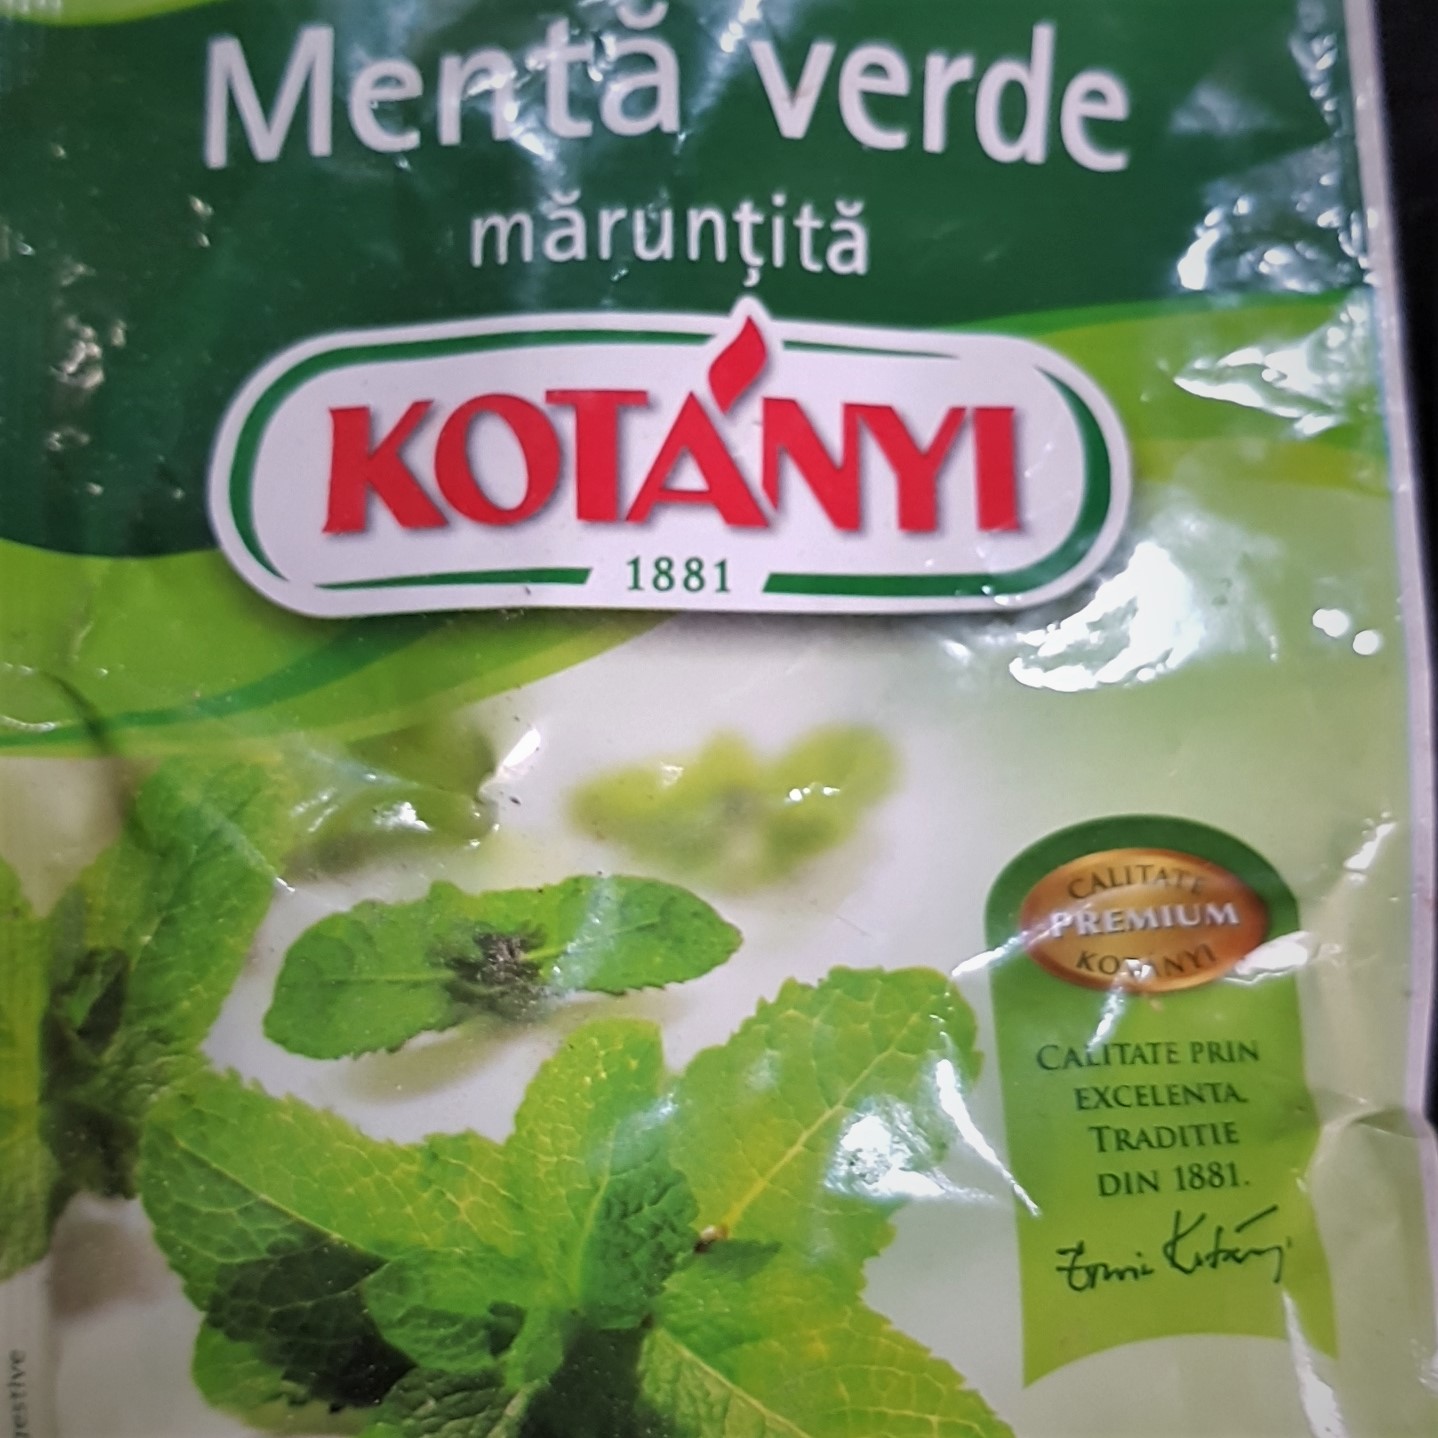 Mentă verde
mărunțită
KOTÁNYI
1881
CALITATE
PREMIUM
KOTÁNYI
CALITATE PRIN
EXCELENTA.
TRADITIE
DIN 1881.